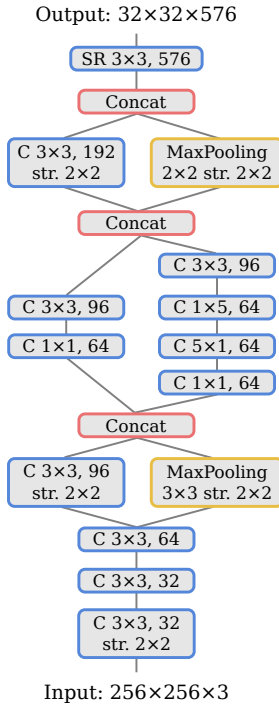 Output: 32×32×576
SR 3×3, 576
Concat
C 3×3, 192
str. 2×2
MaxPooling
2×2 str. 2×2
Concat
C 3×3, 96
C 1×1, 64
C 3×3, 96
C 1×5, 64
C 5×1, 64
C 1×1, 64
Concat
C 3×3, 96
str. 2×2
MaxPooling
3×3 str. 2×2
C 3×3, 64
C 3×3, 32
C 3×3, 32
str. 2×2
Input: 256×256×3